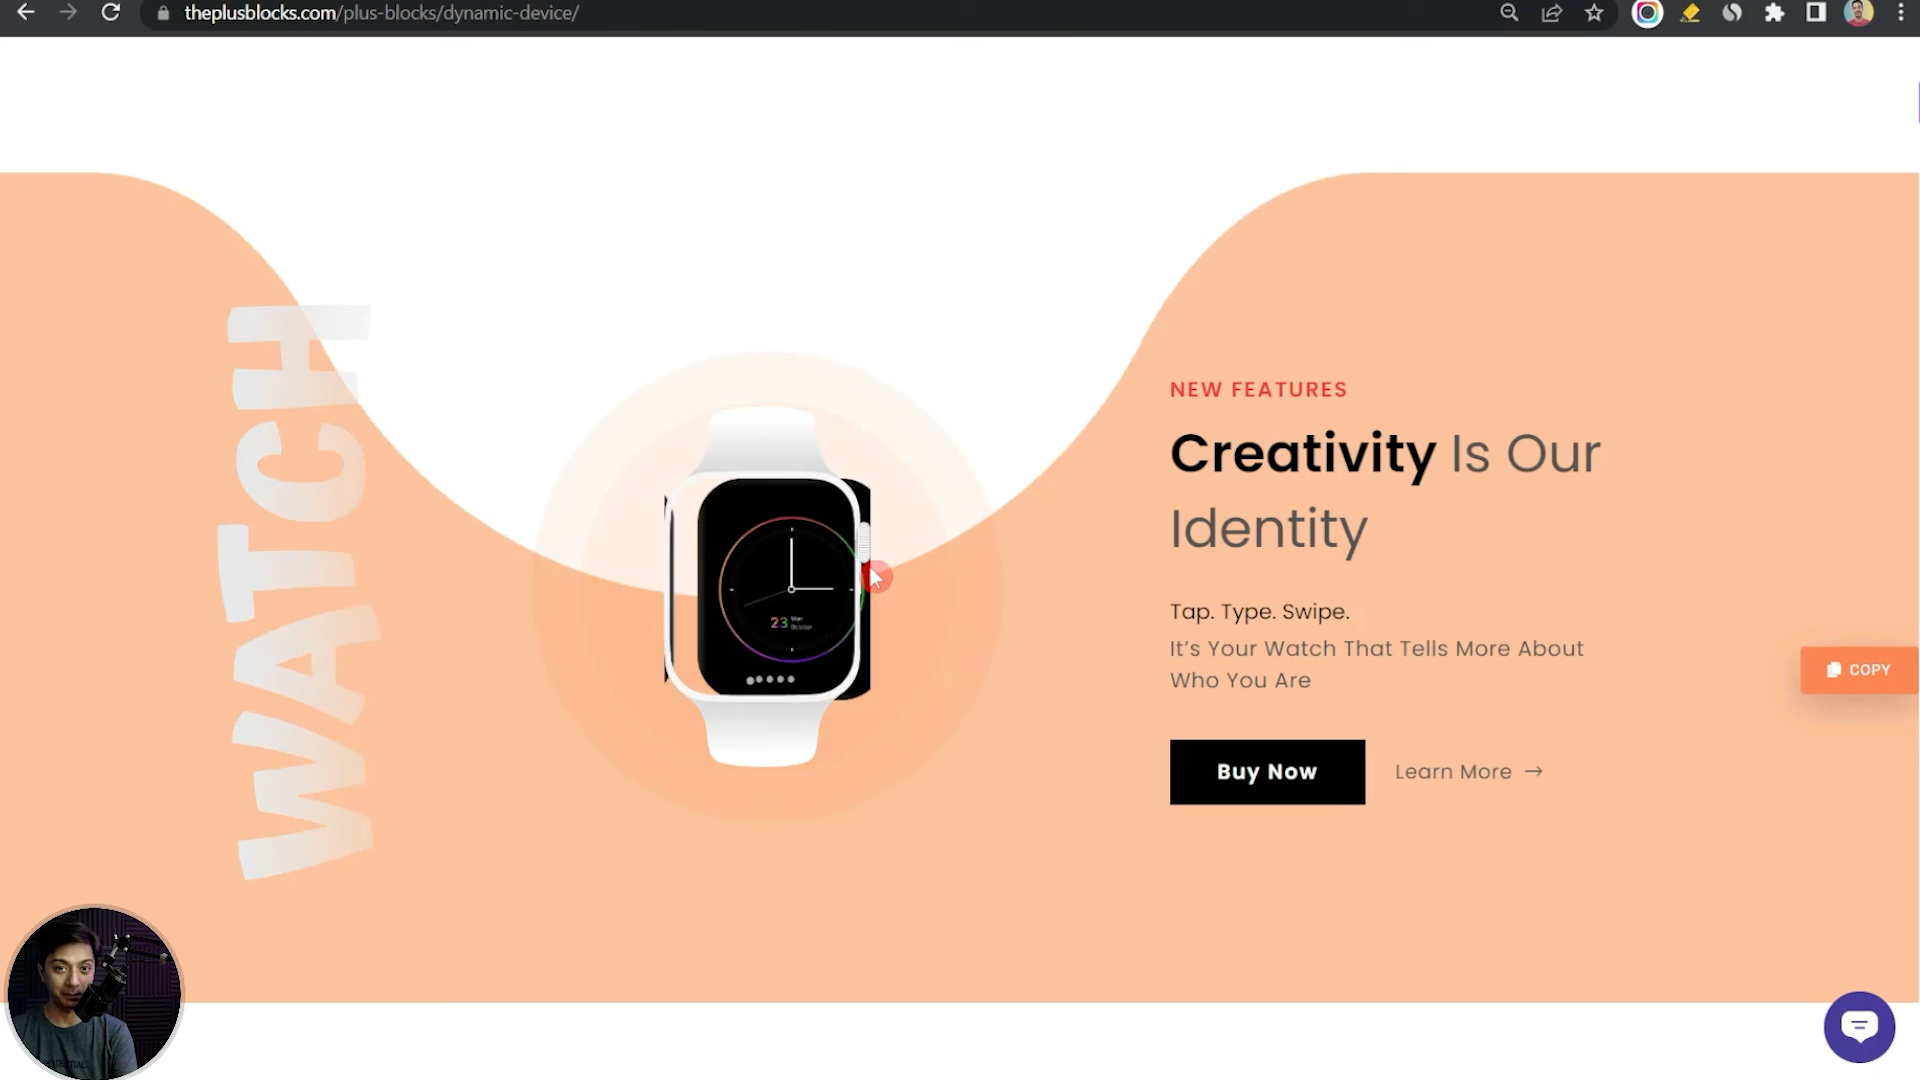 theplusblocks.com/plus-blocks/dynamic-device/
WATCH
NEW FEATURES
Creativity Is Our
Identity
23
Tap. Type. Swipe.
It's Your Watch That Tells More About
Who You Are
COPY
Buy Now
Learn More →